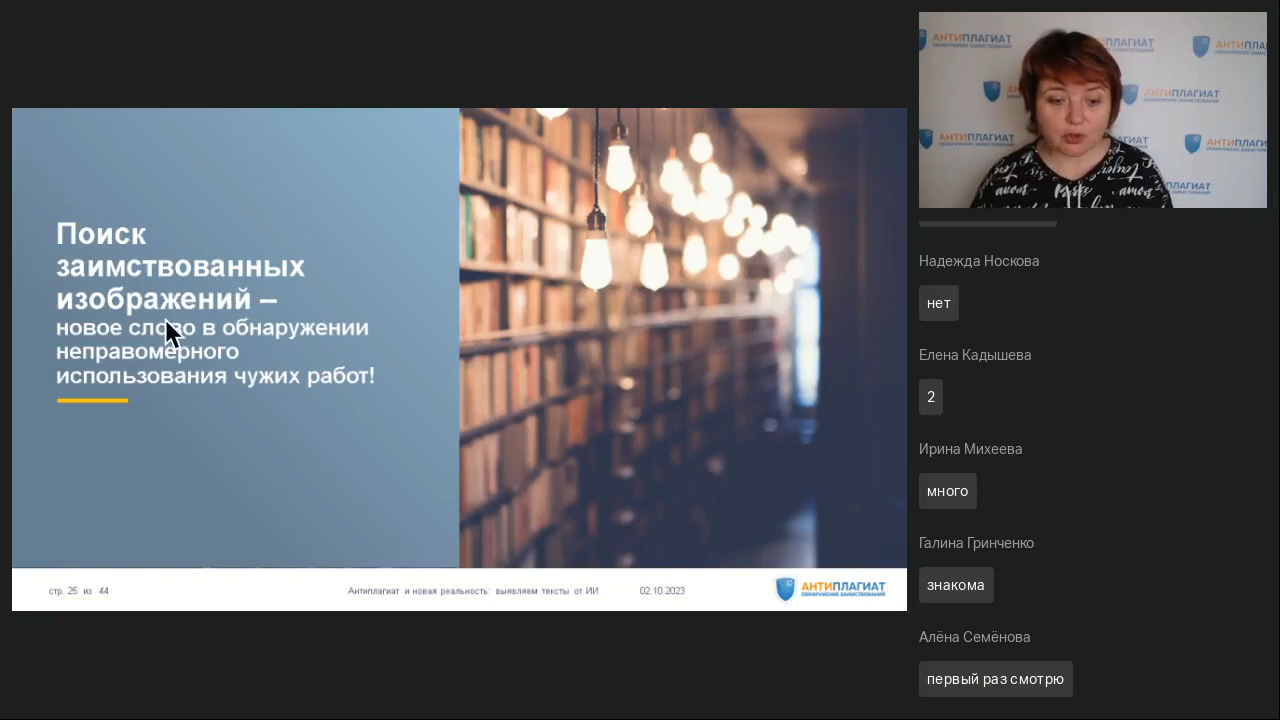 Поиск
заимствованных
изображений –
новое слово в обнаружении
неправомерного
использования чужих работ!
стр. 25 из 44
Антиплагиат и новая реальность: выявляем тексты от ИИ
02.10.2023
АНТИПЛАГИАТ
ОБНАРУЖЕНИЕ ЗАИМСТВОВАНИЙ
Надежда Носкова
нет
Елена Кадышева
2
Ирина Михеева
много
Галина Гринченко
знакома
Алёна Семёнова
первый раз смотрю
АНТИПЛАГИАТ